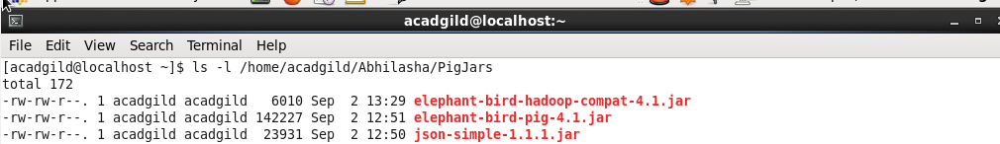 acadgild@localhost:~
File Edit View Search Terminal Help
[acadgild@localhost ~]$ ls -l /home/acadgild/Abhilasha/PigJars
total 172
-rw-rw-r--. 1 acadgild acadgild   6010 Sep  2 13:29 elephant-bird-hadoop-compat-4.1.jar
-rw-rw-r--. 1 acadgild acadgild 142227 Sep  2 12:51 elephant-bird-pig-4.1.jar
-rw-rw-r--. 1 acadgild acadgild  23931 Sep  2 12:50 json-simple-1.1.1.jar